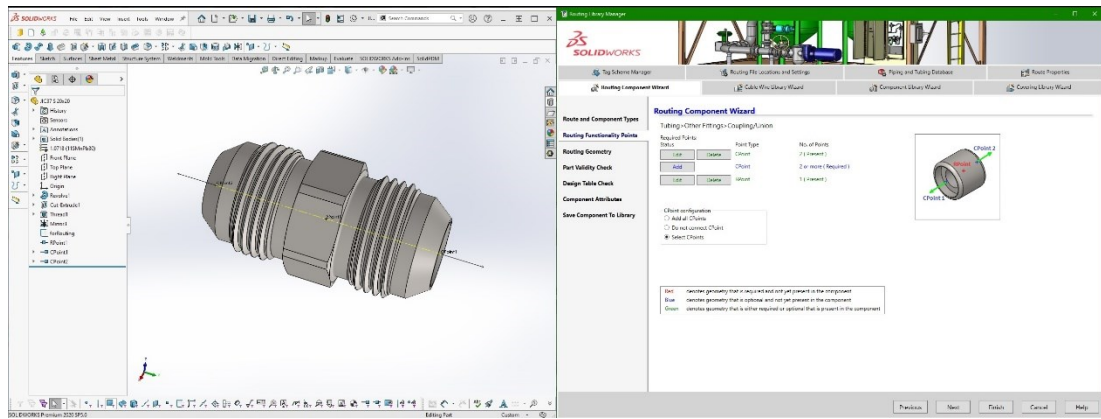 SOLIDWORKS
File Edit View Insert Tools Window
Search Commands
Features Sketch Surfaces Sheet Metal Structure System Weldments Mold Tools Data Migration Direct Editing Markup Evaluate SOLIDWORKS Add-Ins
History
Sensors
Annotations
Solid Bodies(1)
Front Plane
Top Plane
Right Plane
Origin
Revolve1
Cut-Extrude1
Thread1
Mirror1
forRouting
RPoint1
CPoint1
CPoint2
SOLIDWORKS Premium 2020 SP5.0
Editing Part
Custom
Routing Library Manager
SOLIDWORKS
Tag Scheme Manager
Routing File Locations and Settings
Piping and Tubing Database
Route Properties
Routing Component Wizard
Cable Wire Library Wizard
Component Library Wizard
Covering Library Wizard
Routing Component Wizard
Route and Component Types
Tubing>Other Fittings>Coupling/Union
Routing Functionality Points
Required Points
Status Point Type No. of Points
Edit Delete CPoint 2 ( Present )
Add CPoint 2 or more ( Required )
Edit Delete RPoint 1 ( Present )
CPoint 2
RPoint
CPoint 1
Routing Geometry
Part Validity Check
Design Table Check
Component Attributes
Save Component To Library
CPoint configuration
Add all CPoints
Do not connect CPoint
Select CPoints
Red denotes geometry that is required and not yet present in the component
Blue denotes geometry that is optional and not yet present in the component
Green denotes geometry that is either required or optional that is present in the component
Previous Next Finish Cancel Help